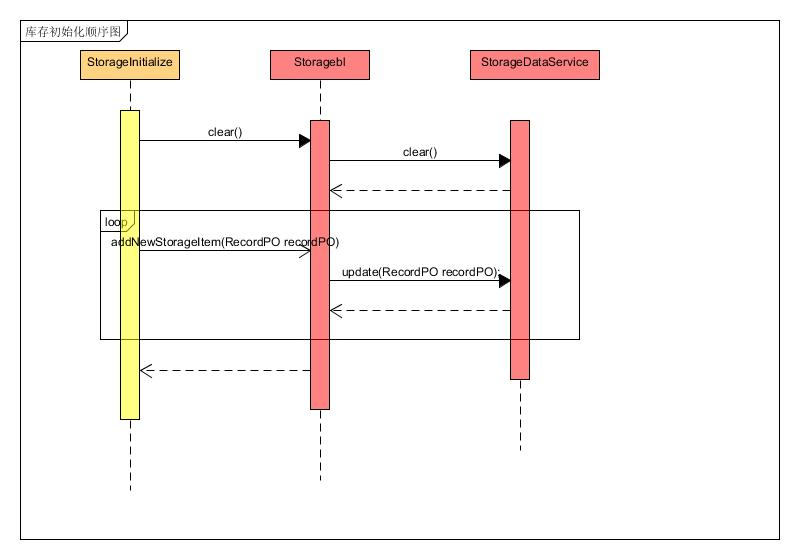 库存初始化顺序图
StorageInitialize
Storagebl
StorageDataService
clear()
clear()
loop
addNewStorageItem(RecordPO recordPO)
update(RecordPO recordPO);